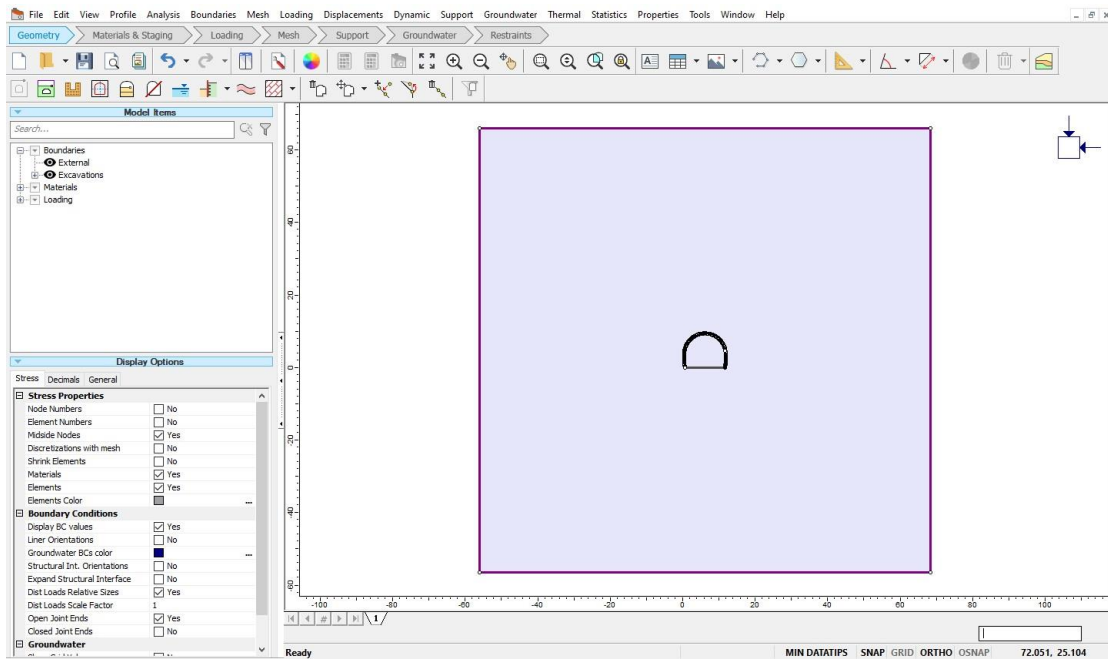 File Edit View Profile Analysis Boundaries Mesh Loading Displacements Dynamic Support Groundwater Thermal Statistics Properties Tools Window Help
Geometry Materials & Staging Loading Mesh Support Groundwater Restraints
Model Items
Search...
Boundaries
External
Excavations
Materials
Loading
Display Options
Stress Decimals General
Stress Properties
Node Numbers No
Element Numbers No
Midside Nodes Yes
Discretizations with mesh No
Shrink Elements No
Materials Yes
Elements Yes
Elements Color ...
Boundary Conditions
Display BC values Yes
Liner Orientations No
Groundwater BCs color ...
Structural Int. Orientations No
Expand Structural Interface No
Dist Loads Relative Sizes Yes
Dist Loads Scale Factor 1
Open Joint Ends Yes
Closed Joint Ends No
Groundwater
60
40
20
0
-20
-40
-60
-100 -80 -60 -40 -20 0 20 40 60 80 100
# 1
Ready MIN DATATIPS SNAP GRID ORTHO OSNAP 72.051, 25.104